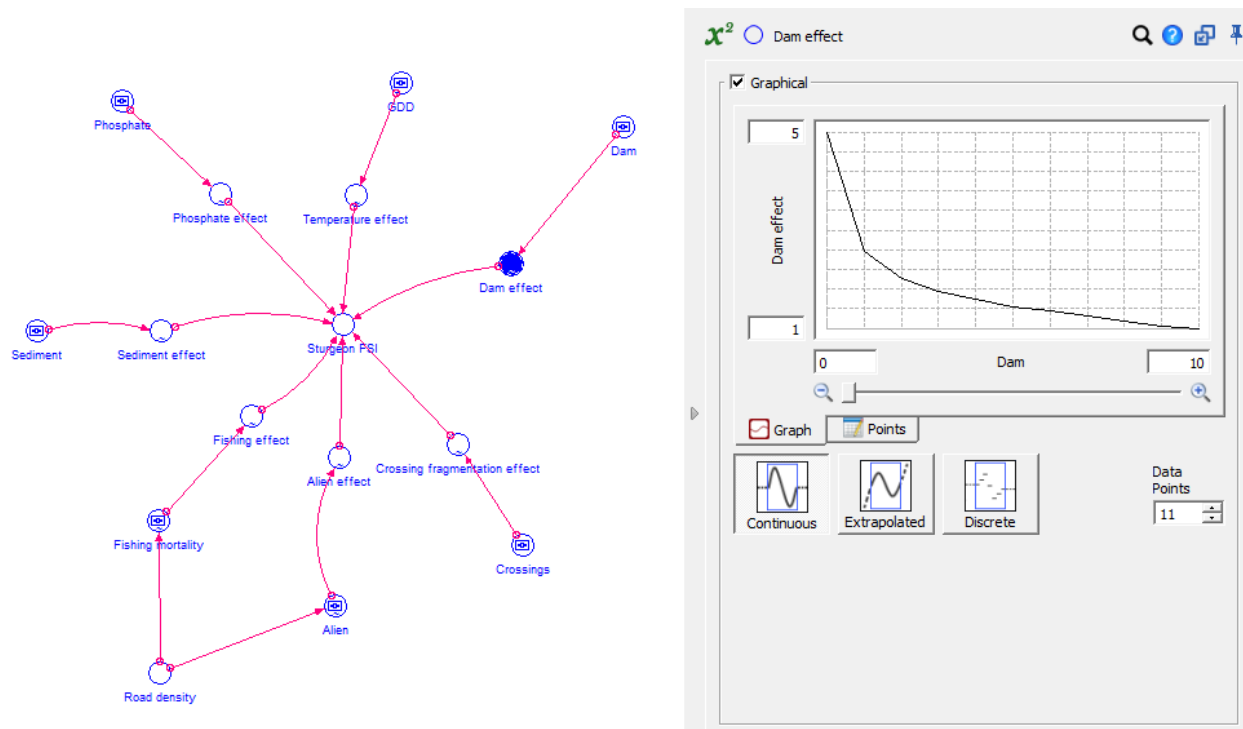 GDD
Phosphate
Dam
Phosphate effect
Temperature effect
Dam effect
Sturgeon PSI
Sediment
Sediment effect
Fishing effect
Crossing fragmentation effect
Alien effect
Fishing mortality
Crossings
Alien
Road density
x² Dam effect
Graphical
5
Dam effect
1
0 Dam 10
Graph Points
Continuous Extrapolated Discrete
Data
Points
11